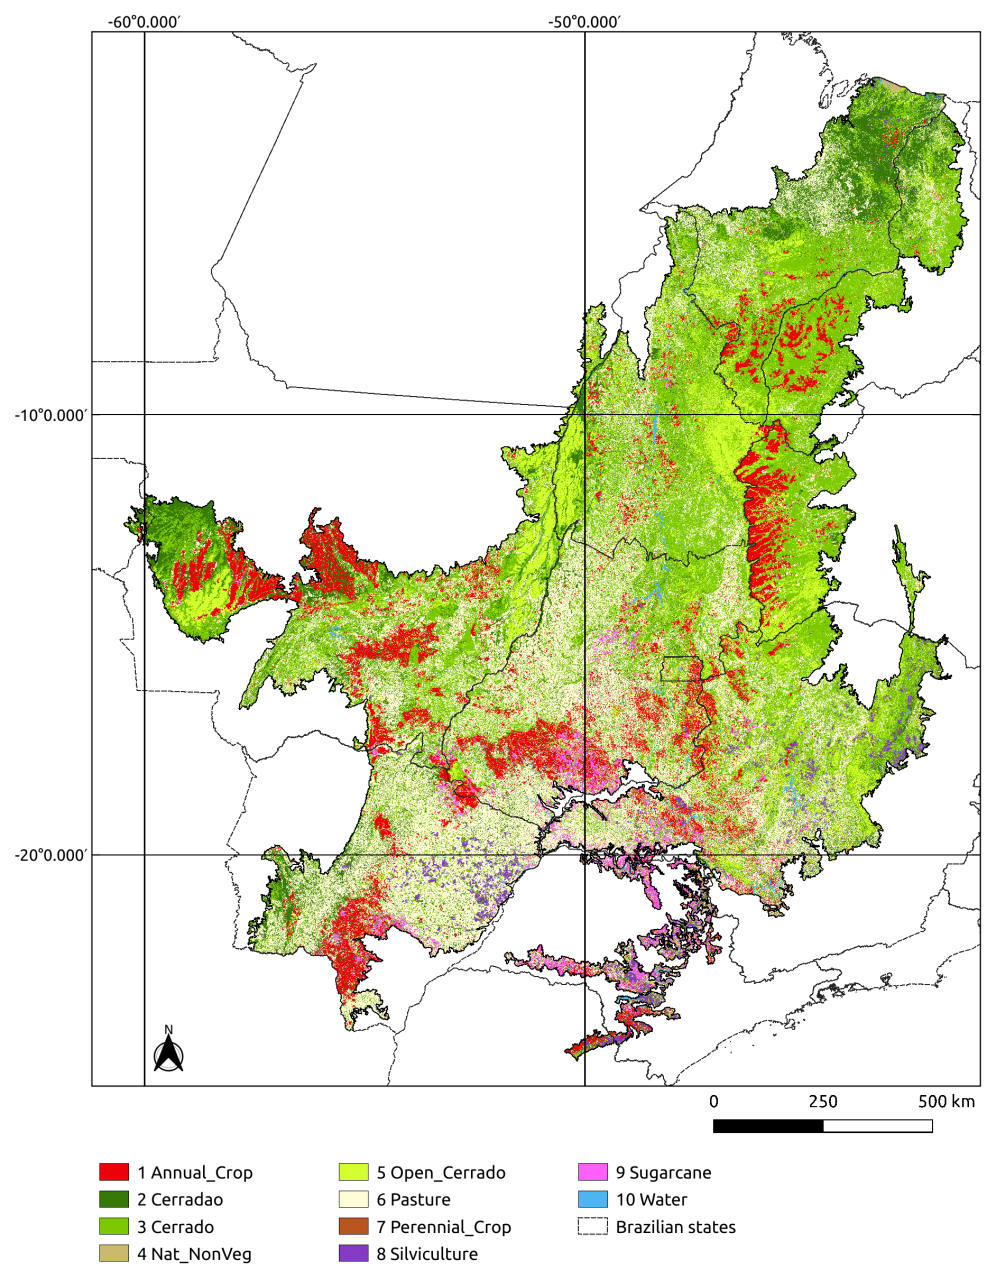 -60°0.000′ -50°0.000′
-10°0.000′
-20°0.000′
N
0 250 500 km
1 Annual_Crop 5 Open_Cerrado 9 Sugarcane
2 Cerradao 6 Pasture 10 Water
3 Cerrado 7 Perennial_Crop Brazilian states
4 Nat_NonVeg 8 Silviculture